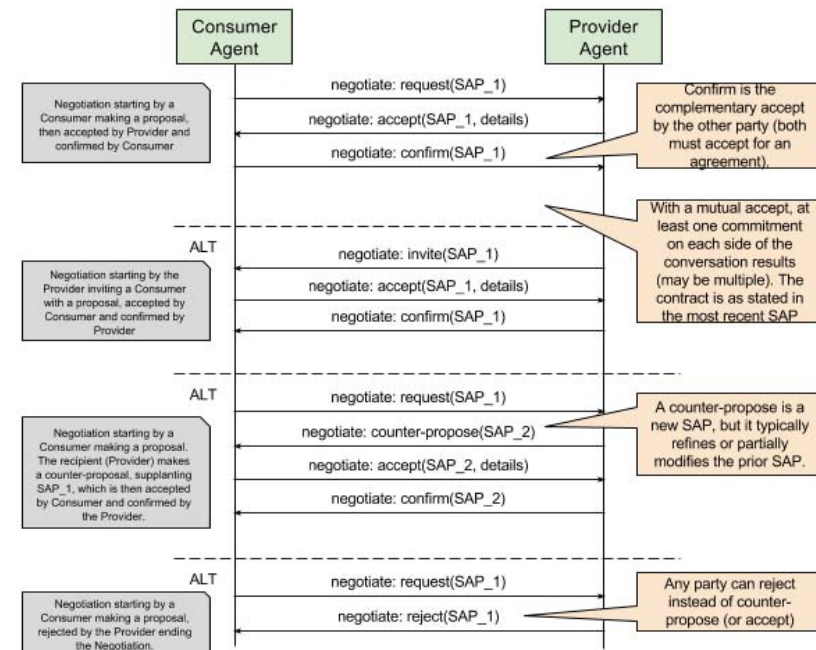 Consumer
Agent
Provider
Agent
negotiate: request(SAP_1)
negotiate: accept(SAP_1, details)
negotiate: confirm(SAP_1)
Negotiation starting by a
Consumer making a proposal,
then accepted by Provider and
confirmed by Consumer
Confirm is the
complementary accept
by the other party (both
must accept for an
agreement).
With a mutual accept, at
least one commitment
on each side of the
conversation results
(may be multiple). The
contract is as stated in
the most recent SAP
ALT
negotiate: invite(SAP_1)
negotiate: accept(SAP_1, details)
negotiate: confirm(SAP_1)
Negotiation starting by the
Provider inviting a Consumer
with a proposal, accepted by
Consumer and confirmed by
Provider
ALT
negotiate: request(SAP_1)
negotiate: counter-propose(SAP_2)
negotiate: accept(SAP_2, details)
negotiate: confirm(SAP_2)
Negotiation starting by a
Consumer making a proposal.
The recipient (Provider) makes
a counter-proposal, supplanting
SAP_1, which is then accepted
by Consumer and confirmed by
the Provider.
A counter-propose is a
new SAP, but it typically
refines or partially
modifies the prior SAP.
ALT
negotiate: request(SAP_1)
negotiate: reject(SAP_1)
Negotiation starting by a
Consumer making a proposal,
rejected by the Provider ending
the Negotiation.
Any party can reject
instead of counter-
propose (or accept)